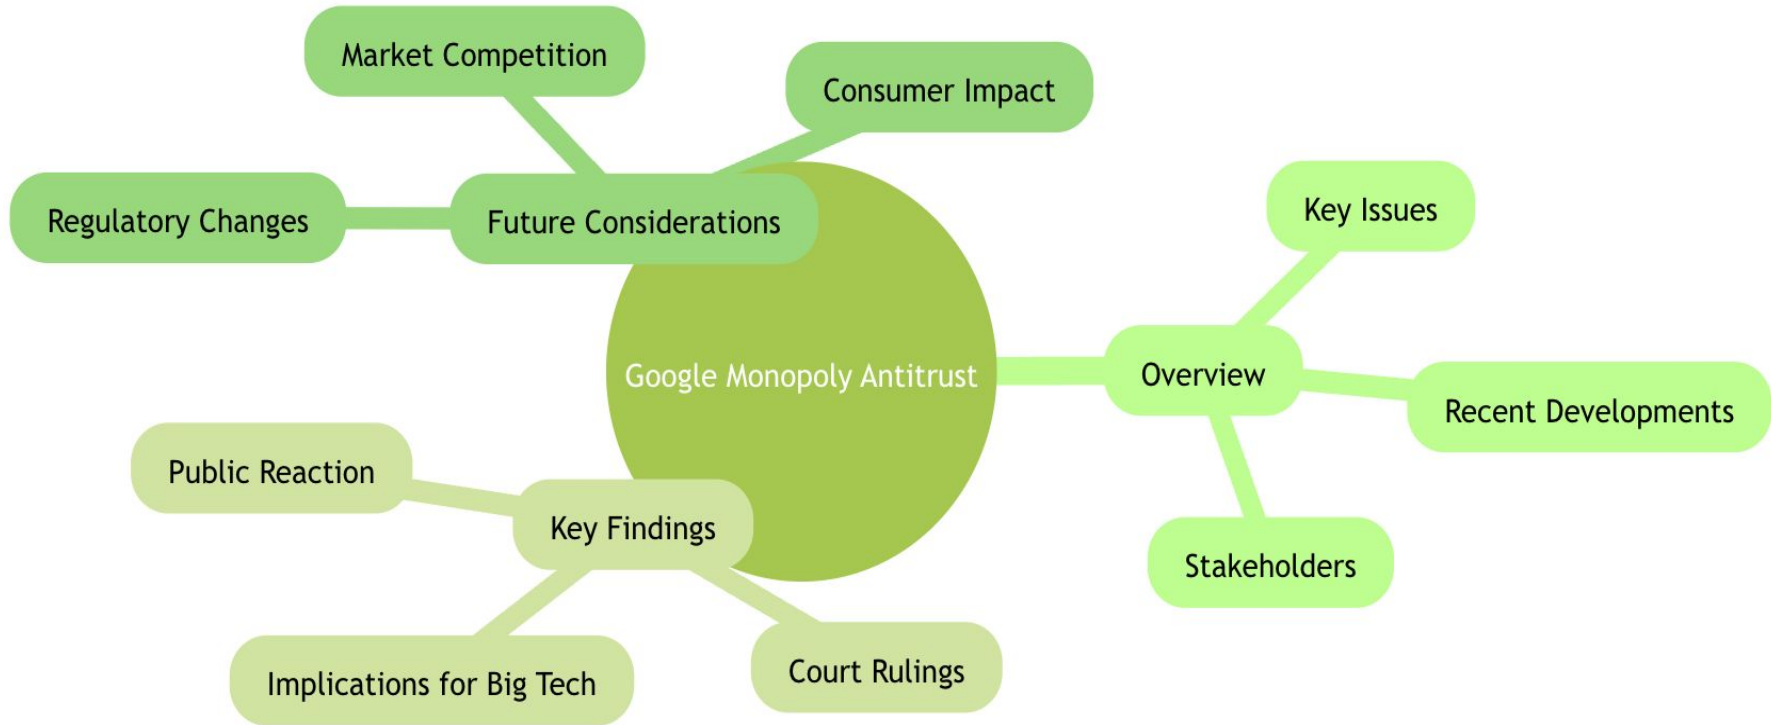 Market Competition
Consumer Impact
Regulatory Changes
Future Considerations
Key Issues
Google Monopoly Antitrust
Overview
Recent Developments
Public Reaction
Key Findings
Stakeholders
Implications for Big Tech
Court Rulings